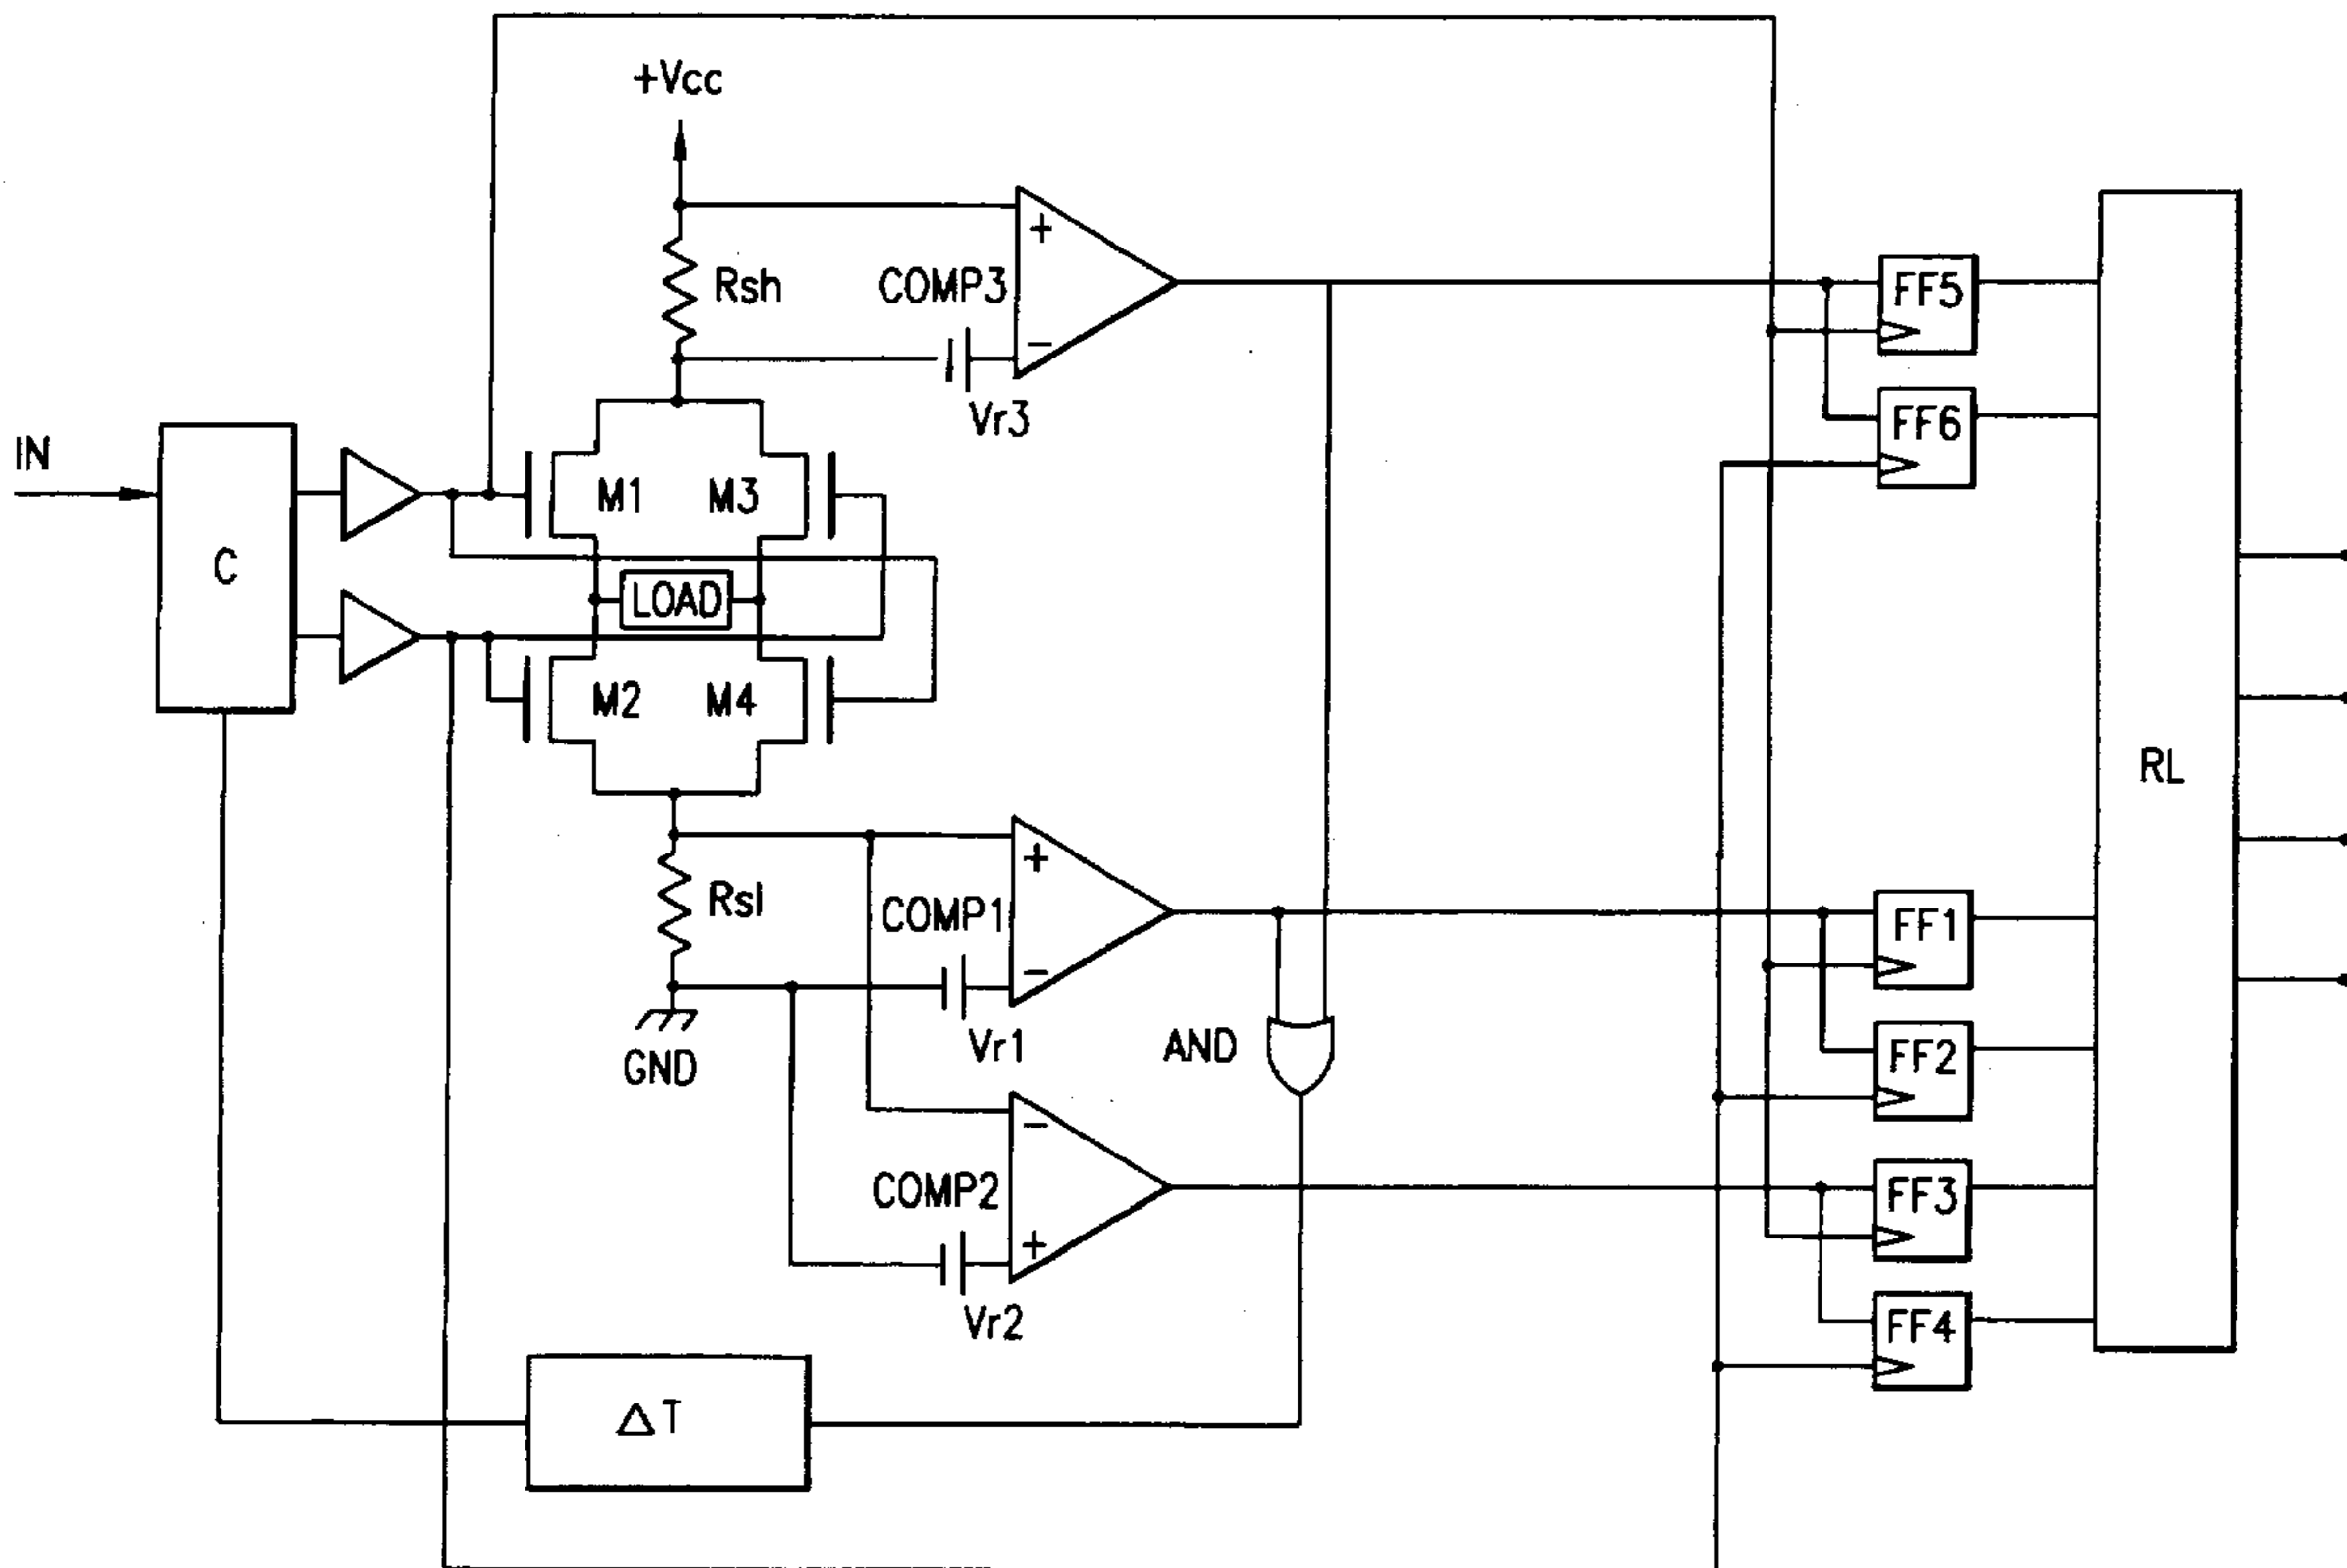 +Vcc
Rsh
COMP3
+
−
Vr3
FF5
FF6
IN
C
M1
M3
LOAD
M2
M4
RL
Rsl
COMP1
+
−
Vr1
GND
AND
FF1
FF2
COMP2
−
+
Vr2
FF3
FF4
ΔT